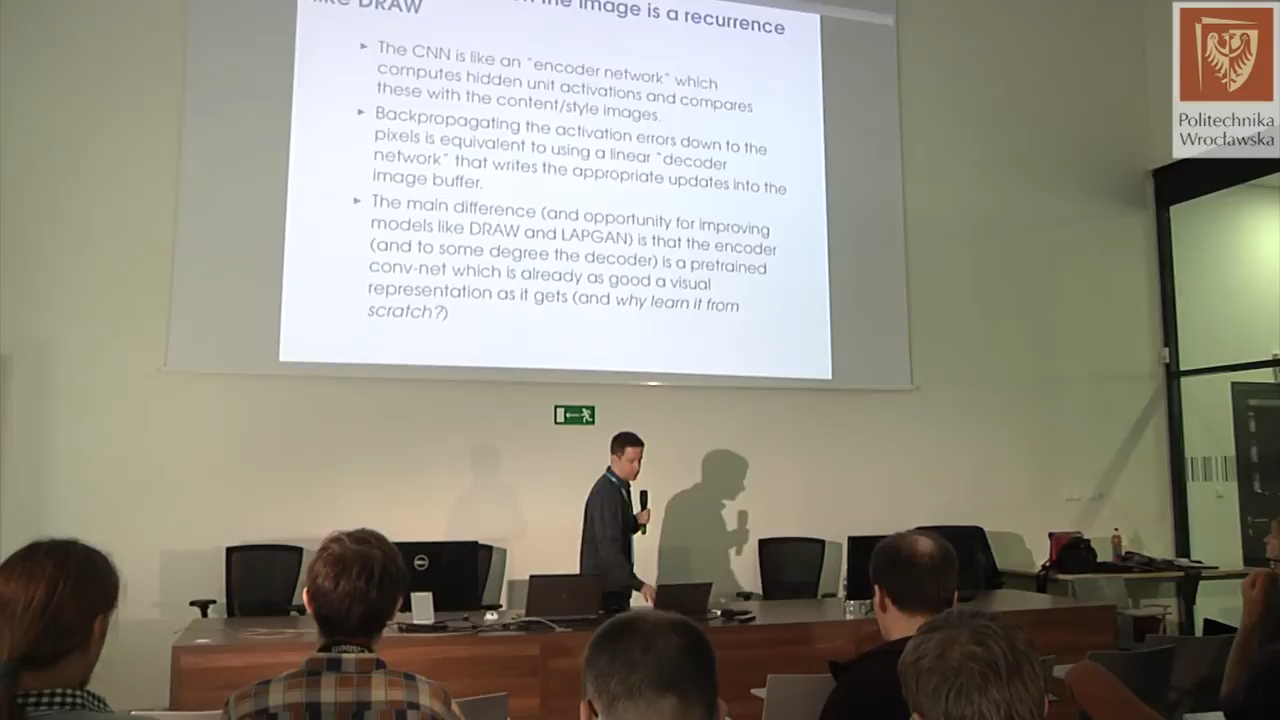 the image is a recurrence
like DRAW
▸ The CNN is like an "encoder network" which
computes hidden unit activations and compares
these with the content/style images.
▸ Backpropagating the activation errors down to the
pixels is equivalent to using a linear "decoder
network" that writes the appropriate updates into the
image buffer.
▸ The main difference (and opportunity for improving
models like DRAW and LAPGAN) is that the encoder
(and to some degree the decoder) is a pretrained
conv-net which is already as good a visual
representation as it gets (and why learn it from
scratch?)
Politechnika
Wrocławska
DELL